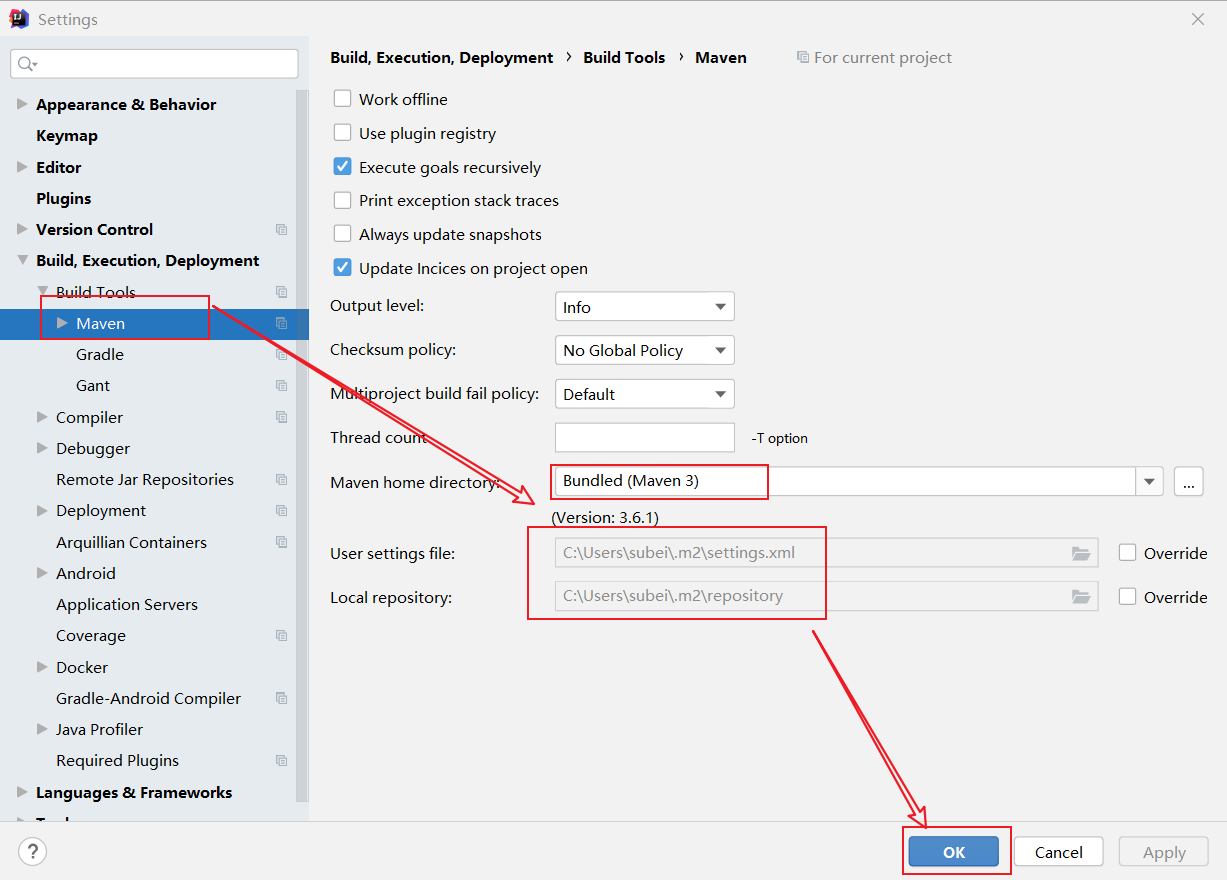 Settings
Appearance & Behavior
Keymap
Editor
Plugins
Version Control
Build, Execution, Deployment
Build Tools
Maven
Gradle
Gant
Compiler
Debugger
Remote Jar Repositories
Deployment
Arquillian Containers
Android
Application Servers
Coverage
Docker
Gradle-Android Compiler
Java Profiler
Required Plugins
Languages & Frameworks
Build, Execution, Deployment › Build Tools › Maven For current project
Work offline
Use plugin registry
Execute goals recursively
Print exception stack traces
Always update snapshots
Update Incices on project open
Output level: Info
Checksum policy: No Global Policy
Multiproject build fail policy: Default
Thread count -T option
Maven home directory: Bundled (Maven 3) ...
(Version: 3.6.1)
User settings file: C:\Users\subei\.m2\settings.xml Override
Local repository: C:\Users\subei\.m2\repository Override
? OK Cancel Apply